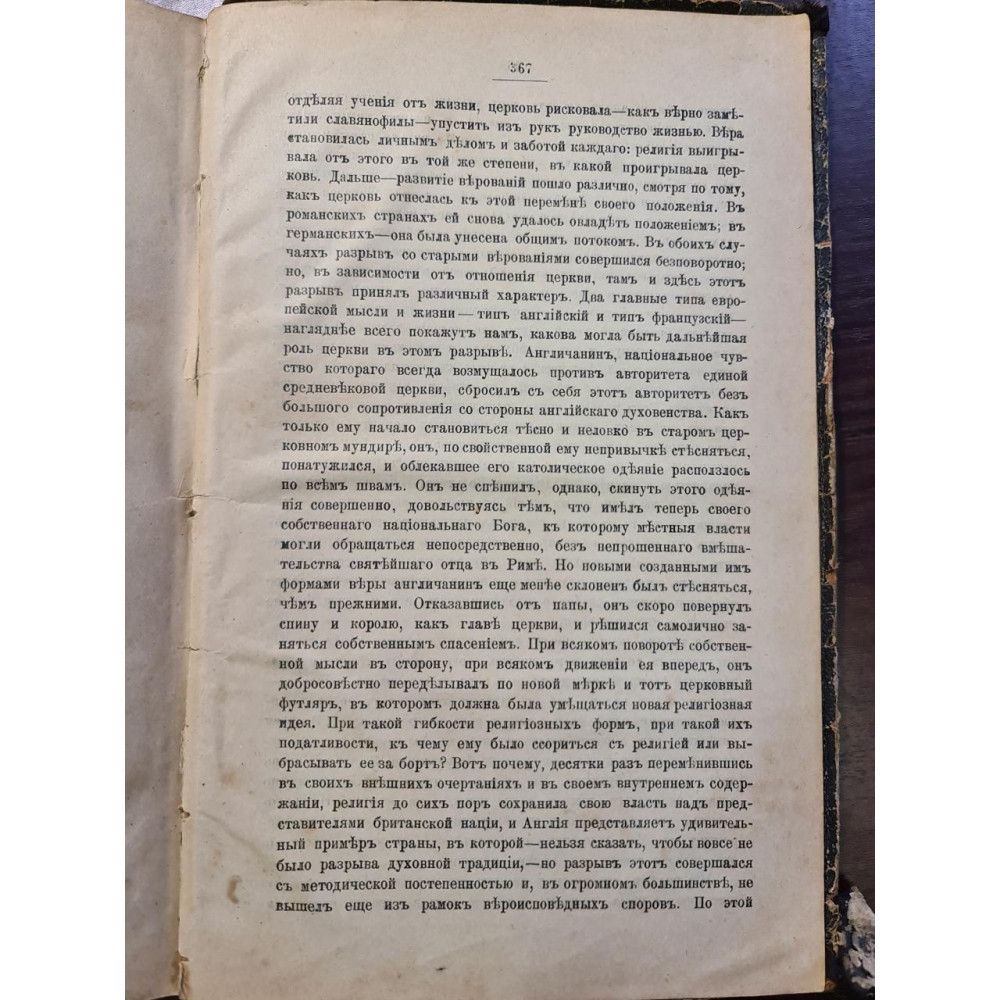 367
отдѣляя ученія отъ жизни, церковь рисковала—какъ вѣрно замѣ-
тили славянофилы—упустить изъ рукъ руководство жизнью. Вѣра
становилась личнымъ дѣломъ и заботой каждаго: религія выигры-
вала отъ этого въ той же степени, въ какой проигрывала цер-
ковь. Дальше—развитіе вѣрованій пошло различно, смотря по тому,
какъ церковь отнеслась къ этой перемѣнѣ своего положенія. Въ
романскихъ странахъ ей снова удалось овладѣть положеніемъ; въ
германскихъ—она была унесена общимъ потокомъ. Въ обоихъ слу-
чаяхъ разрывъ со старыми вѣрованіями совершился безповоротно;
но, въ зависимости отъ отношенія церкви, тамъ и здѣсь этотъ
разрывъ принялъ различный характеръ. Два главные типа евро-
пейской мысли и жизни—типъ англійскій и типъ французскій—
нагляднѣе всего покажутъ намъ, какова могла быть дальнѣйшая
роль церкви въ этомъ разрывѣ. Англичанинъ, національное чув-
ство котораго всегда возмущалось противъ авторитета единой
средневѣковой церкви, сбросилъ съ себя этотъ авторитетъ безъ
большого сопротивленія со стороны англійскаго духовенства. Какъ
только ему начало становиться тѣсно и неловко въ старомъ цер-
ковномъ мундирѣ, онъ, по свойственной ему непривычкѣ стѣсняться,
понатужился, и облекавшее его католическое одѣяніе расползлось
по всѣмъ швамъ. Онъ не спѣшилъ, однако, скинуть этого одѣя-
нія совершенно, довольствуясь тѣмъ, что имѣлъ теперь своего
собственнаго національнаго Бога, къ которому мѣстныя власти
могли обращаться непосредственно, безъ непрошеннаго вмѣша-
тельства святѣйшаго отца въ Римѣ. Но новыми созданными имъ
формами вѣры англичанинъ еще менѣе склоненъ былъ стѣсняться,
чѣмъ прежними. Отказавшись отъ папы, онъ скоро повернулъ
спину и королю, какъ главѣ церкви, и рѣшился самолично за-
няться собственнымъ спасеніемъ. При всякомъ поворотѣ собствен-
ной мысли въ сторону, при всякомъ движеніи ея впередъ, онъ
добросовѣстно передѣлывалъ по новой мѣркѣ и тотъ церковный
футляръ, въ которомъ должна была умѣщаться новая религіозная
идея. При такой гибкости религіозныхъ формъ, при такой ихъ
податливости, къ чему ему было ссориться съ религіей или вы-
брасывать ее за бортъ? Вотъ почему, десятки разъ перемѣнившись
въ своихъ внѣшнихъ очертаніяхъ и въ своемъ внутреннемъ содер-
жаніи, религія до сихъ поръ сохранила свою власть надъ пред-
ставителями британской націи, и Англія представляетъ удивитель-
ный примѣръ страны, въ которой—нельзя сказать, чтобы вовсе не
было разрыва духовной традиціи,—но разрывъ этотъ совершался
съ методической постепенностью и, въ огромномъ большинствѣ, не
вышелъ еще изъ рамокъ вѣроисповѣдныхъ споровъ. По этой